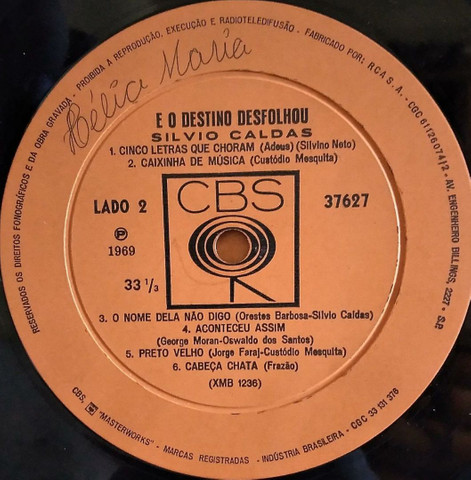 RESERVADOS OS DIREITOS FONOGRÁFICOS E DA OBRA GRAVADA - PROIBIDA A REPRODUÇÃO, EXECUÇÃO E RADIOTELEDIFUSÃO - FABRICADO POR: RCA S.A. - CGC 61126074/2 - AV. ENGENHEIRO BILLINGS, 2227 - S.P.
Célia Maria
E O DESTINO DESFOLHOU
SILVIO CALDAS
1. CINCO LETRAS QUE CHORAM (Adeus) (Silvino Neto)
2. CAIXINHA DE MÚSICA (Custódio Mesquita)
CBS
LADO 2
37627
P
1969
33 1/3
3. O NOME DELA NÃO DIGO (Orestes Barbosa-Silvio Caldas)
4. ACONTECEU ASSIM
(George Moran-Oswaldo dos Santos)
5. PRETO VELHO (Jorge Faraj-Custódio Mesquita)
6. CABEÇA CHATA (Frazão)
(XMB 1236)
CBS, "MASTERWORKS" - MARCAS REGISTRADAS - INDÚSTRIA BRASILEIRA - CGC 33 131 376